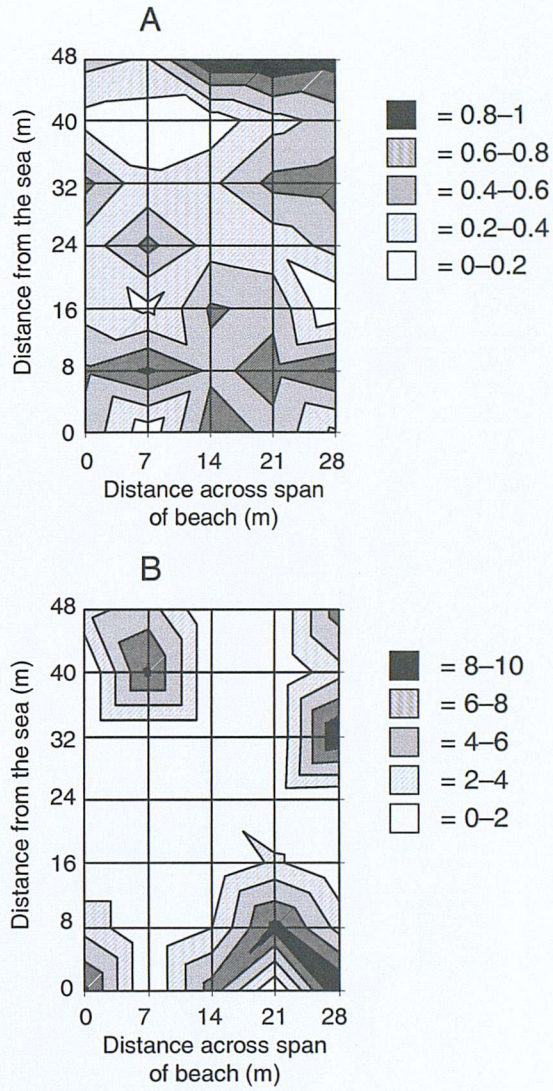 A
48
40
32
24
16
8
0
Distance from the sea (m)
0 7 14 21 28
Distance across span
of beach (m)
= 0.8–1
= 0.6–0.8
= 0.4–0.6
= 0.2–0.4
= 0–0.2
B
48
40
32
24
16
8
0
Distance from the sea (m)
0 7 14 21 28
Distance across span
of beach (m)
= 8–10
= 6–8
= 4–6
= 2–4
= 0–2